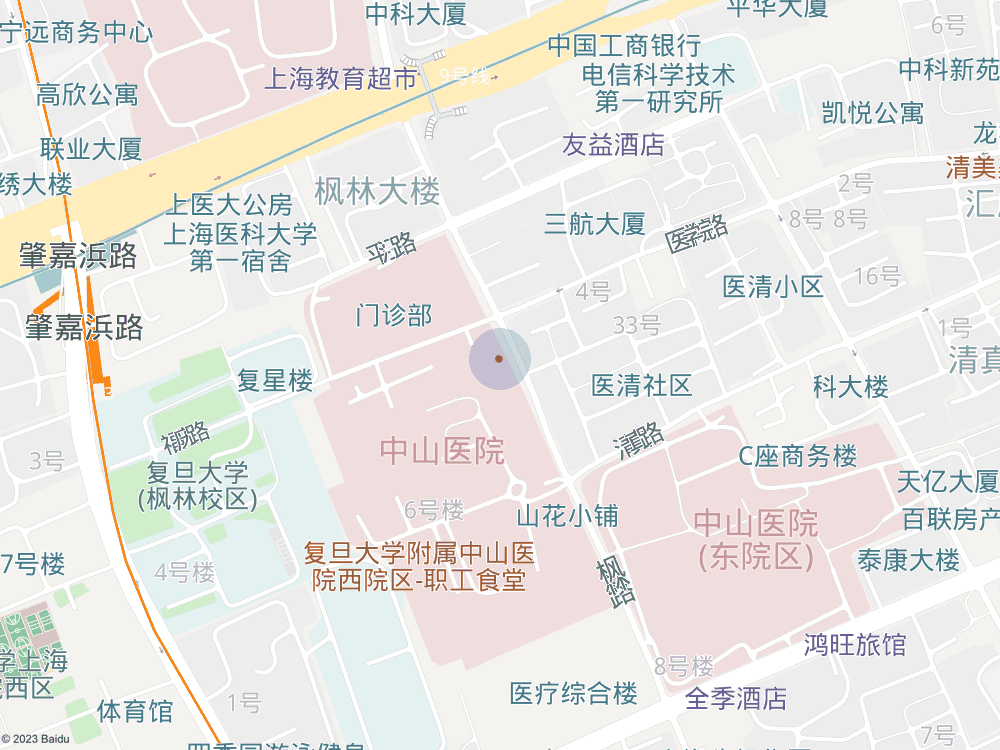 中科大厦
平华大厦
宁远商务中心
6号
中国工商银行
电信科学技术
第一研究所
上海教育超市
9号线
中科新苑
高欣公寓
凯悦公寓
友益酒店
联业大厦
清美
绣大楼
枫林大楼
2号
上医大公房
8号 8号
三航大厦
医学院路
上海医科大学
第一宿舍
平江路
肇嘉浜路
医清小区
16号
4号
门诊部
33号
肇嘉浜路
1号
清真
复星楼
医清社区
科大楼
2
福庆路
清真路
中山医院
C座商务楼
3号
复旦大学
(枫林校区)
天亿大厦
6号楼
山花小铺
中山医院
(东院区)
百联房产
复旦大学附属中山医
院西院区-职工食堂
泰康大楼
7号楼
4号楼
枫林路
鸿旺旅馆
学上海
西区
8号楼
医疗综合楼
全季酒店
1号
体育馆
7号
© 2023 Baidu